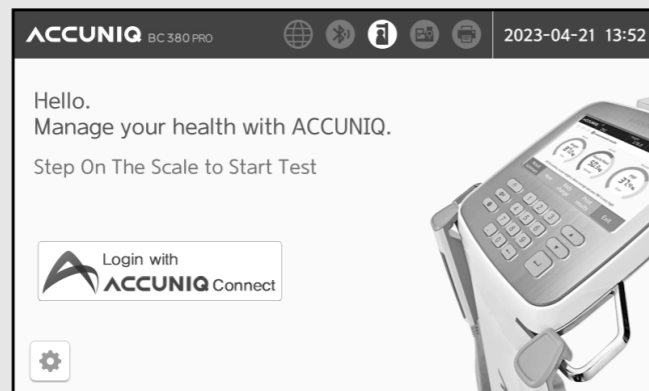 ACCUNIQ BC380 PRO
2023-04-21 13:52
Hello.
Manage your health with ACCUNIQ.
Step On The Scale to Start Test
Login with
ACCUNIQ Connect
Exit